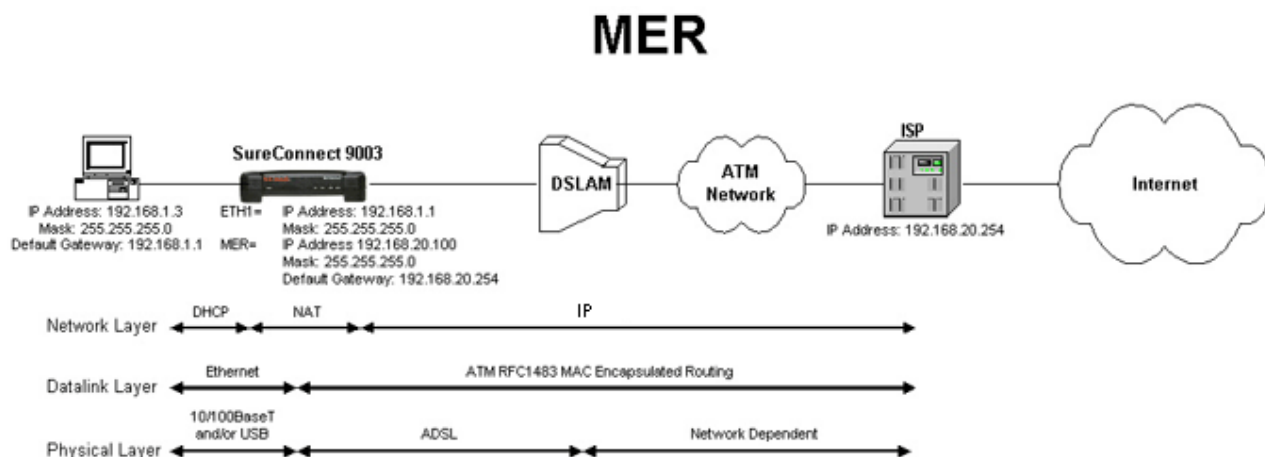 MER
SureConnect 9003
DSLAM
ATM
Network
ISP
Internet
IP Address: 192.168.1.3
Mask: 255.255.255.0
Default Gateway: 192.168.1.1
ETH1= IP Address: 192.168.1.1
Mask: 255.255.255.0
MER= IP Address 192.168.20.100
Mask: 255.255.255.0
Default Gateway: 192.168.20.254
IP Address: 192.168.20.254
Network Layer DHCP NAT IP
Datalink Layer Ethernet ATM RFC1483 MAC Encapsulated Routing
10/100BaseT
and/or USB
Physical Layer ADSL Network Dependent